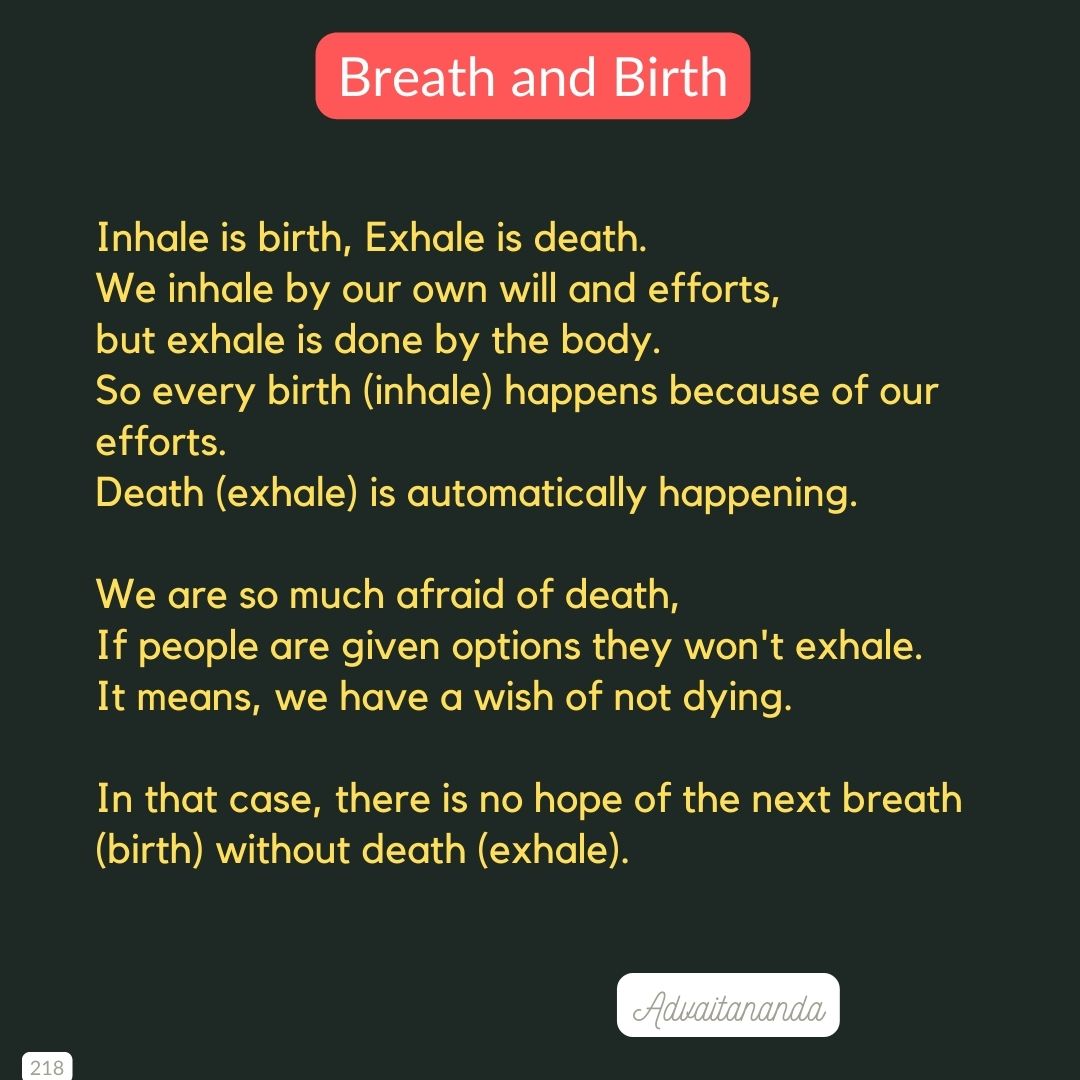 Breath and Birth
Inhale is birth, Exhale is death.
We inhale by our own will and efforts,
but exhale is done by the body.
So every birth (inhale) happens because of our
efforts.
Death (exhale) is automatically happening.
We are so much afraid of death,
If people are given options they won't exhale.
It means, we have a wish of not dying.
In that case, there is no hope of the next breath
(birth) without death (exhale).
Advaitananda
218